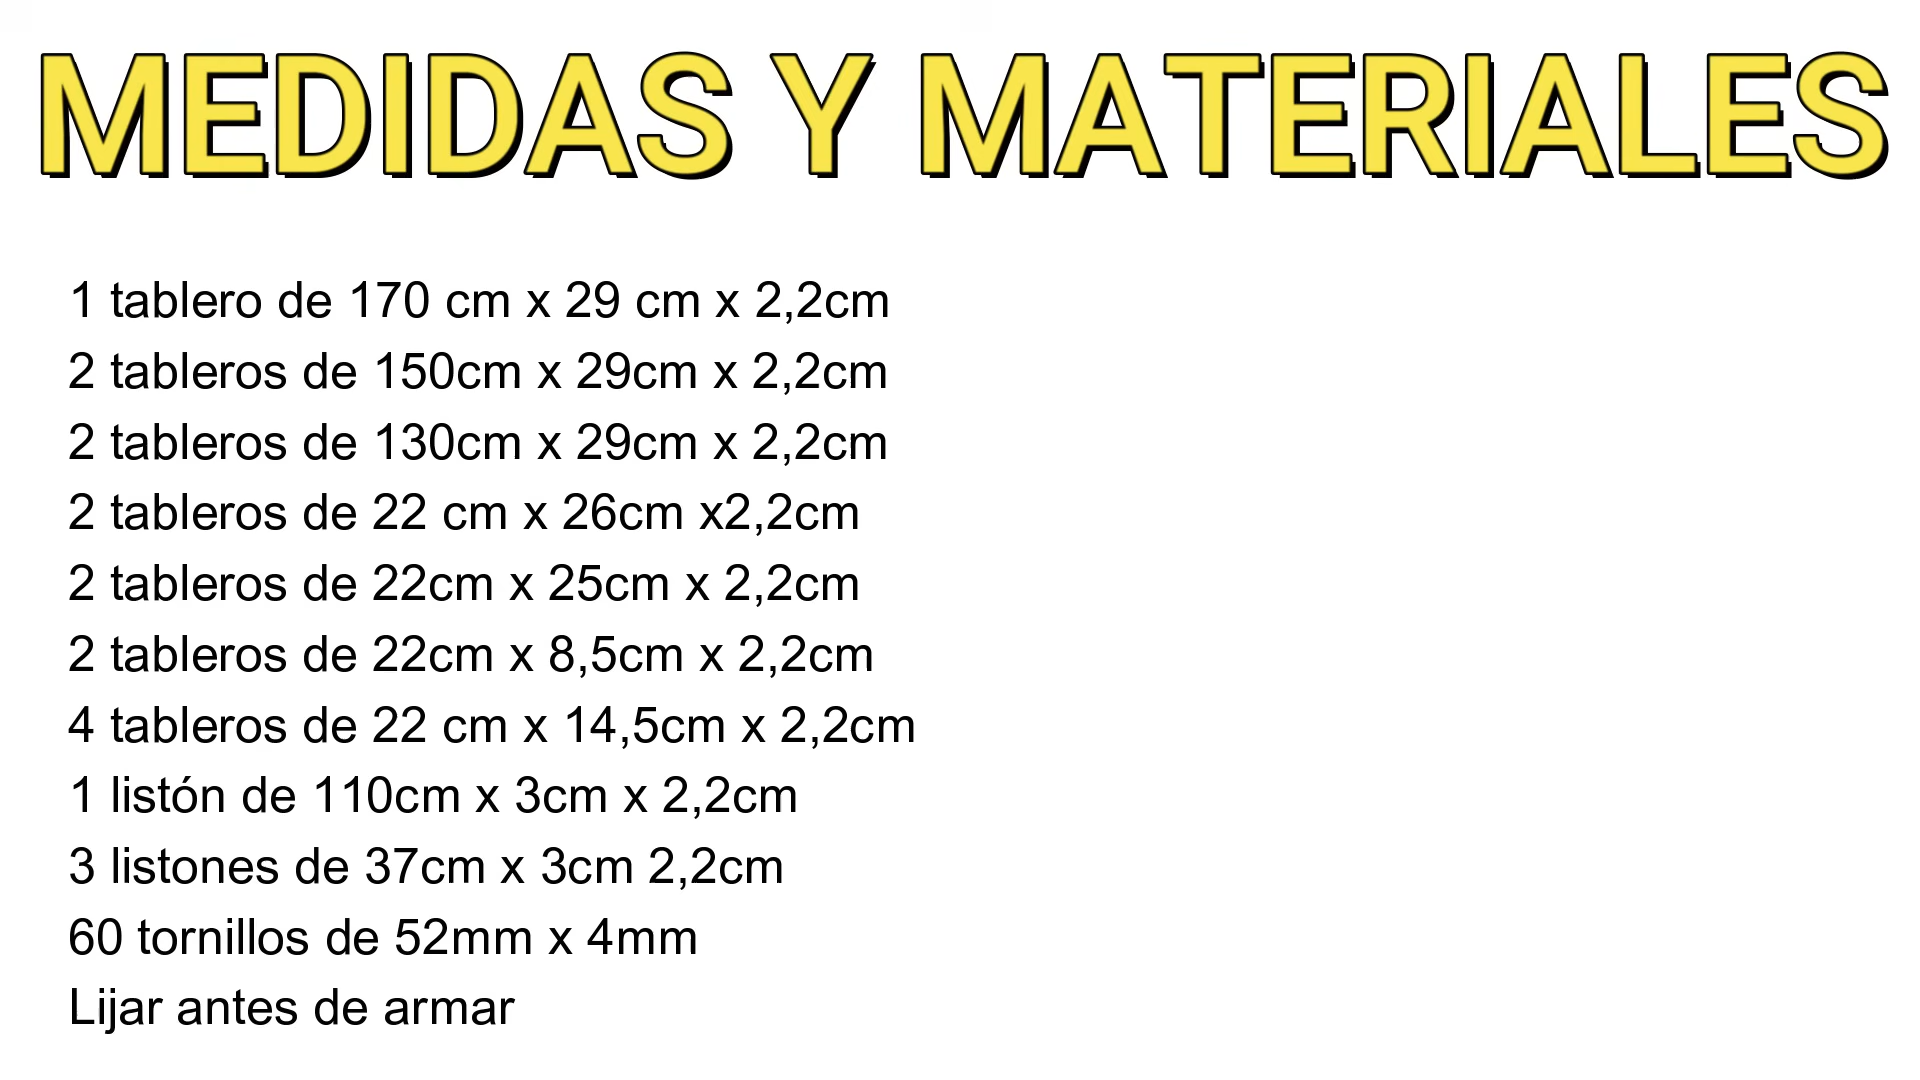 MEDIDAS Y MATERIALES
1 tablero de 170 cm x 29 cm x 2,2cm
2 tableros de 150cm x 29cm x 2,2cm
2 tableros de 130cm x 29cm x 2,2cm
2 tableros de 22 cm x 26cm x2,2cm
2 tableros de 22cm x 25cm x 2,2cm
2 tableros de 22cm x 8,5cm x 2,2cm
4 tableros de 22 cm x 14,5cm x 2,2cm
1 listón de 110cm x 3cm x 2,2cm
3 listones de 37cm x 3cm 2,2cm
60 tornillos de 52mm x 4mm
Lijar antes de armar